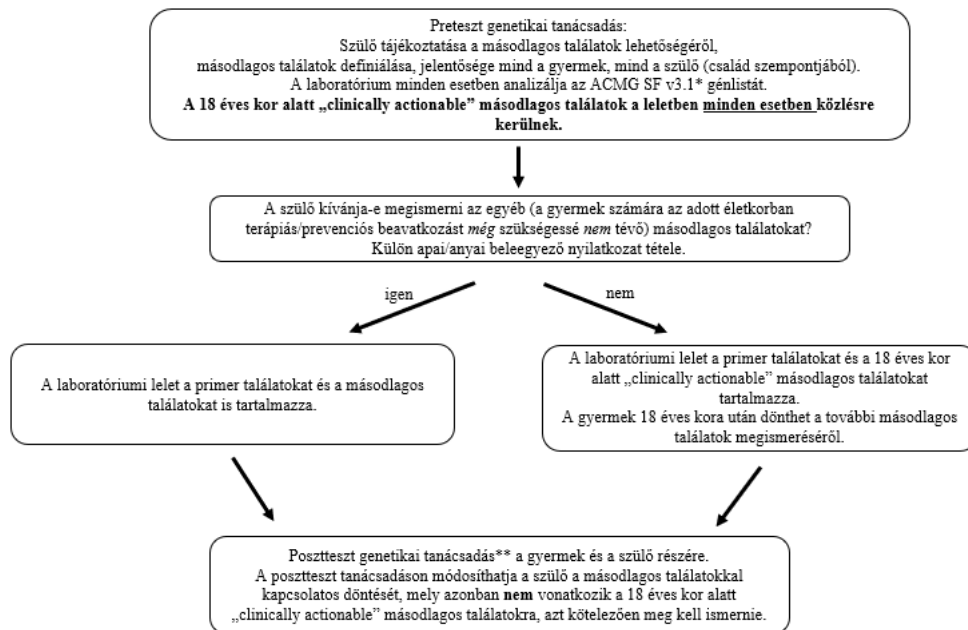 Preteszt genetikai tanácsadás:
Szülő tájékoztatása a másodlagos találatok lehetőségéről,
másodlagos találatok definiálása, jelentősége mind a gyermek, mind a szülő (család szempontjából).
A laboratórium minden esetben analizálja az ACMG SF v3.1* génlistát.
A 18 éves kor alatt „clinically actionable” másodlagos találatok a leletben minden esetben közlésre
kerülnek.
A szülő kívánja-e megismerni az egyéb (a gyermek számára az adott életkorban
terápiás/prevenciós beavatkozást még szükségessé nem tévő) másodlagos találatokat?
Külön apai/anyai beleegyező nyilatkozat tétele.
igen
nem
A laboratóriumi lelet a primer találatokat és a másodlagos
találatokat is tartalmazza.
A laboratóriumi lelet a primer találatokat és a 18 éves kor
alatt „clinically actionable” másodlagos találatokat
tartalmazza.
A gyermek 18 éves kora után dönthet a további másodlagos
találatok megismeréséről.
Posztteszt genetikai tanácsadás** a gyermek és a szülő részére.
A posztteszt tanácsadáson módosíthatja a szülő a másodlagos találatokkal
kapcsolatos döntését, mely azonban nem vonatkozik a 18 éves kor alatt
„clinically actionable” másodlagos találatokra, azt kötelezően meg kell ismernie.